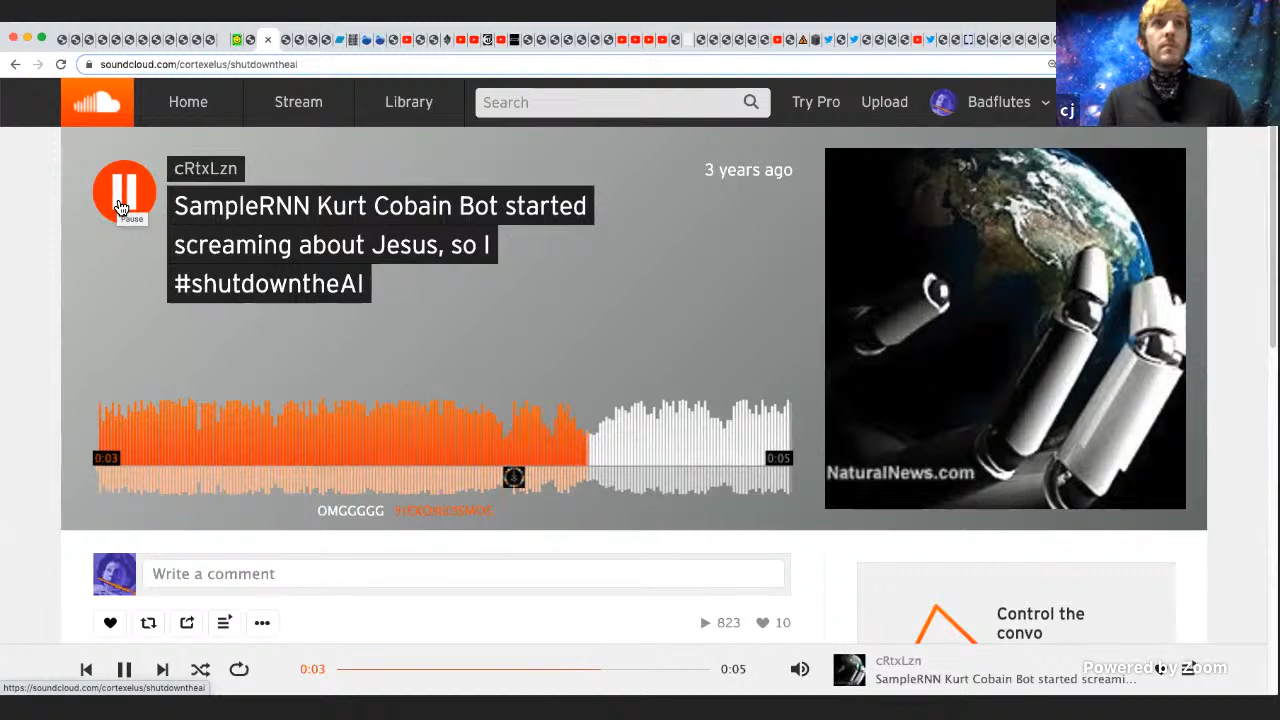 soundcloud.com/cortexelus/shutdowntheai
Home
Stream
Library
Search
Try Pro
Upload
Badflutes
cj
cRtxLzn
3 years ago
SampleRNN Kurt Cobain Bot started
screaming about Jesus, so I
#shutdowntheAI
Pause
NaturalNews.com
0:03
0:05
OMGGGGG
Write a comment
823
10
Control the
convo
0:03
0:05
cRtxLzn
SampleRNN Kurt Cobain Bot started screami...
Powered by Zoom
https://soundcloud.com/cortexelus/shutdowntheai